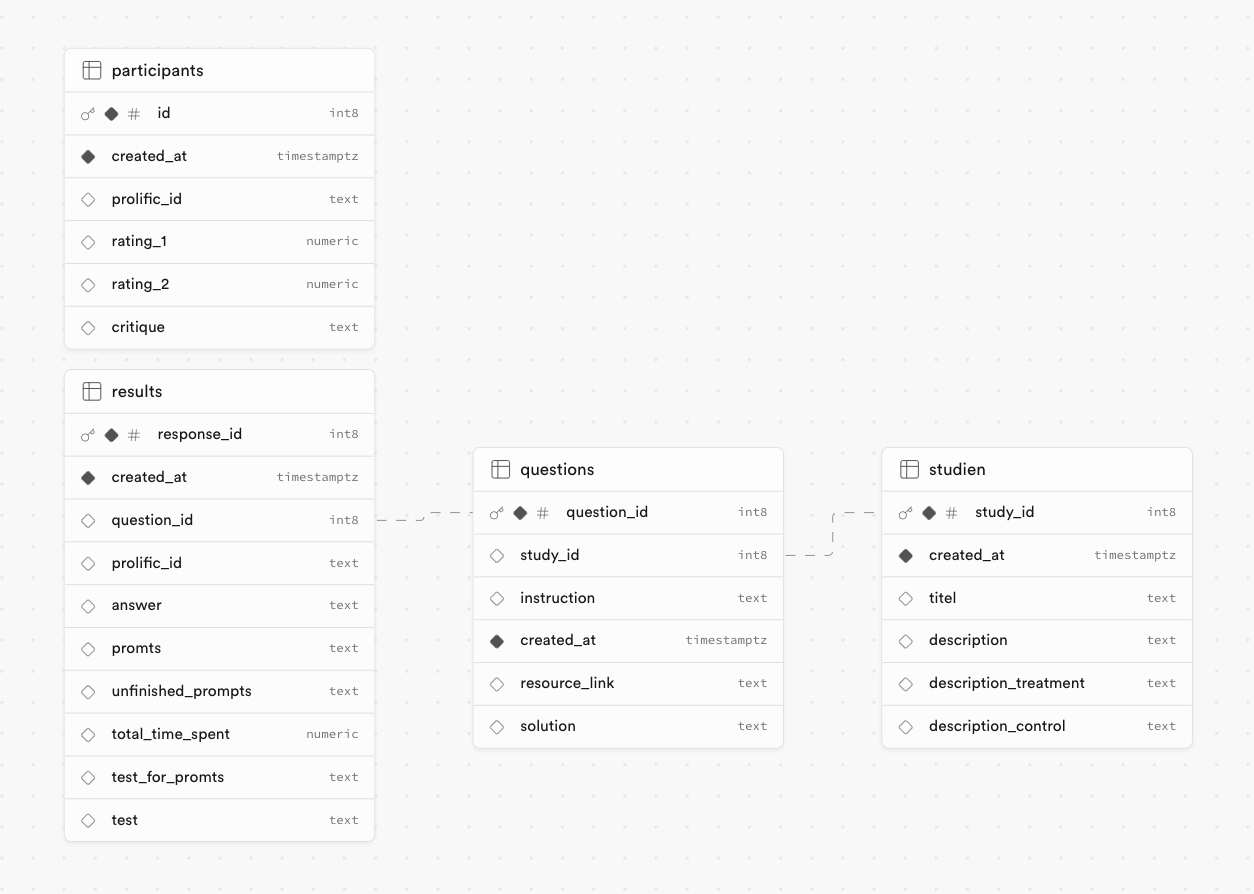 participants
id int8
created_at timestamptz
prolific_id text
rating_1 numeric
rating_2 numeric
critique text
results
response_id int8
created_at timestamptz
question_id int8
prolific_id text
answer text
promts text
unfinished_prompts text
total_time_spent numeric
test_for_promts text
test text
questions
question_id int8
study_id int8
instruction text
created_at timestamptz
resource_link text
solution text
studien
study_id int8
created_at timestamptz
titel text
description text
description_treatment text
description_control text